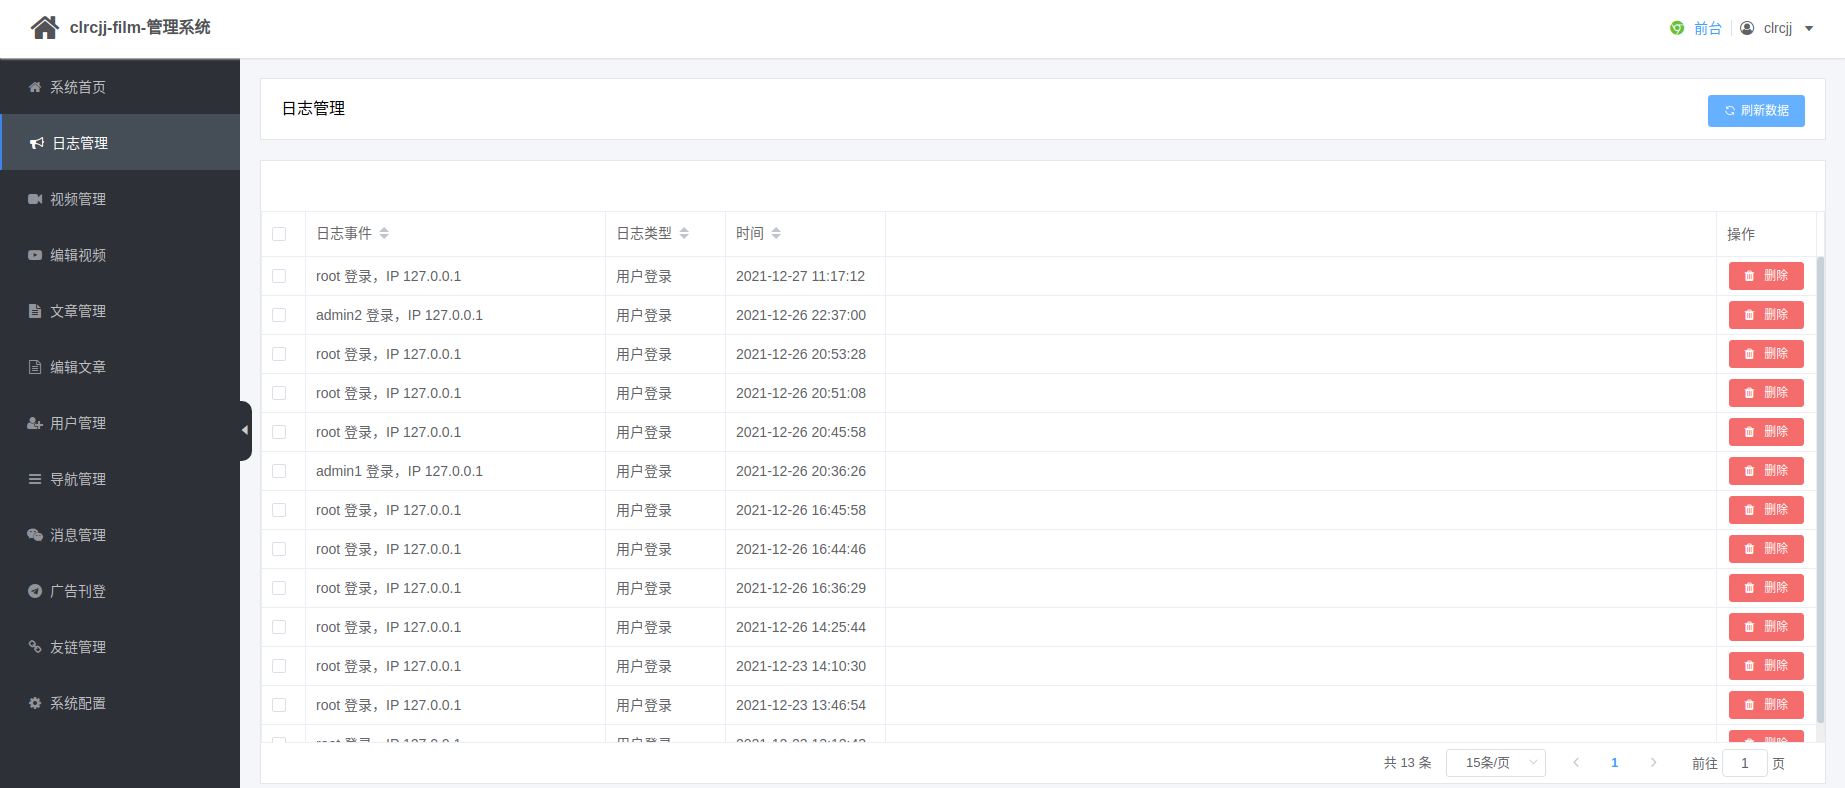 clrcjj-film-管理系统
前台
clrcjj
系统首页
日志管理
视频管理
编辑视频
文章管理
编辑文章
用户管理
导航管理
消息管理
广告刊登
友链管理
系统配置
日志管理
刷新数据
日志事件 日志类型 时间 操作
root 登录，IP 127.0.0.1 用户登录 2021-12-27 11:17:12 删除
admin2 登录，IP 127.0.0.1 用户登录 2021-12-26 22:37:00 删除
root 登录，IP 127.0.0.1 用户登录 2021-12-26 20:53:28 删除
root 登录，IP 127.0.0.1 用户登录 2021-12-26 20:51:08 删除
root 登录，IP 127.0.0.1 用户登录 2021-12-26 20:45:58 删除
admin1 登录，IP 127.0.0.1 用户登录 2021-12-26 20:36:26 删除
root 登录，IP 127.0.0.1 用户登录 2021-12-26 16:45:58 删除
root 登录，IP 127.0.0.1 用户登录 2021-12-26 16:44:46 删除
root 登录，IP 127.0.0.1 用户登录 2021-12-26 16:36:29 删除
root 登录，IP 127.0.0.1 用户登录 2021-12-26 14:25:44 删除
root 登录，IP 127.0.0.1 用户登录 2021-12-23 14:10:30 删除
root 登录，IP 127.0.0.1 用户登录 2021-12-23 13:46:54 删除
root 登录，IP 127.0.0.1 用户登录 删除
共 13 条 15条/页 1 前往 1 页